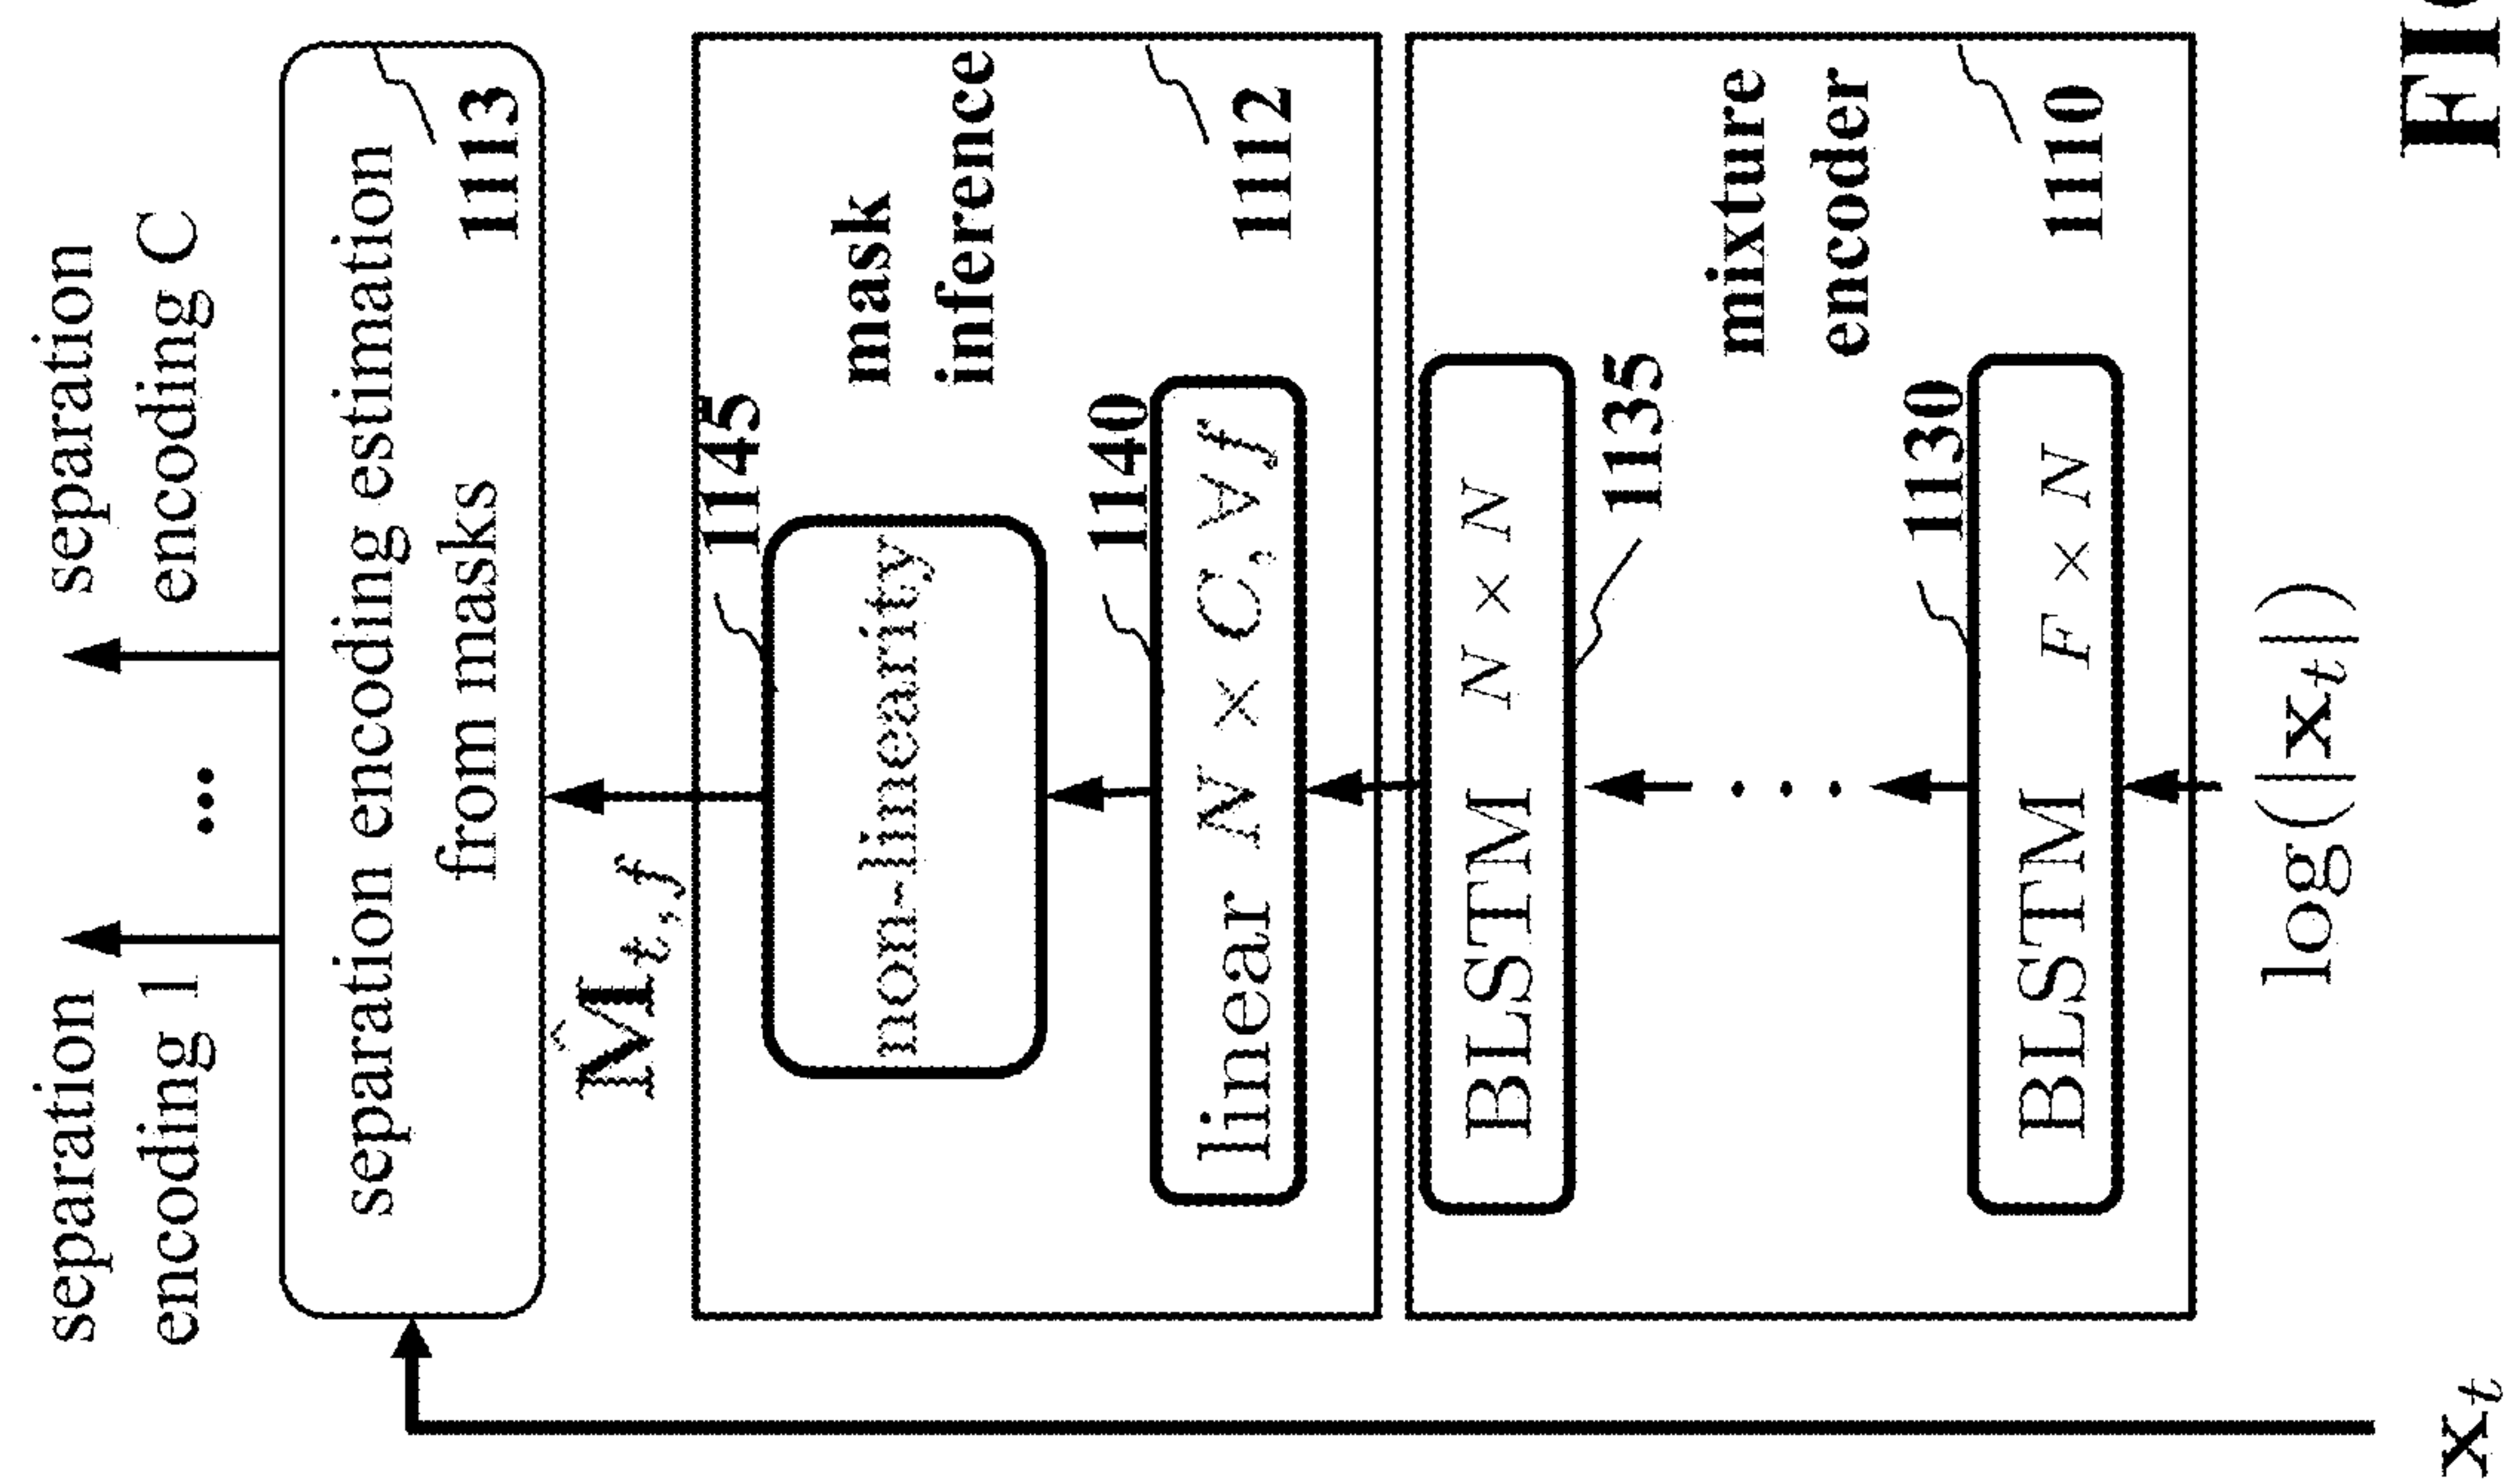 separation
encoding 1
...
separation
encoding C
separation encoding estimation
from masks
1113
M̂t,f
1145
non-linearity
mask
inference
1140
linear N × C, ∀f
1112
BLSTM N × N
1135
mixture
encoder
1130
BLSTM F × N
1110
log(|xt|)
xt